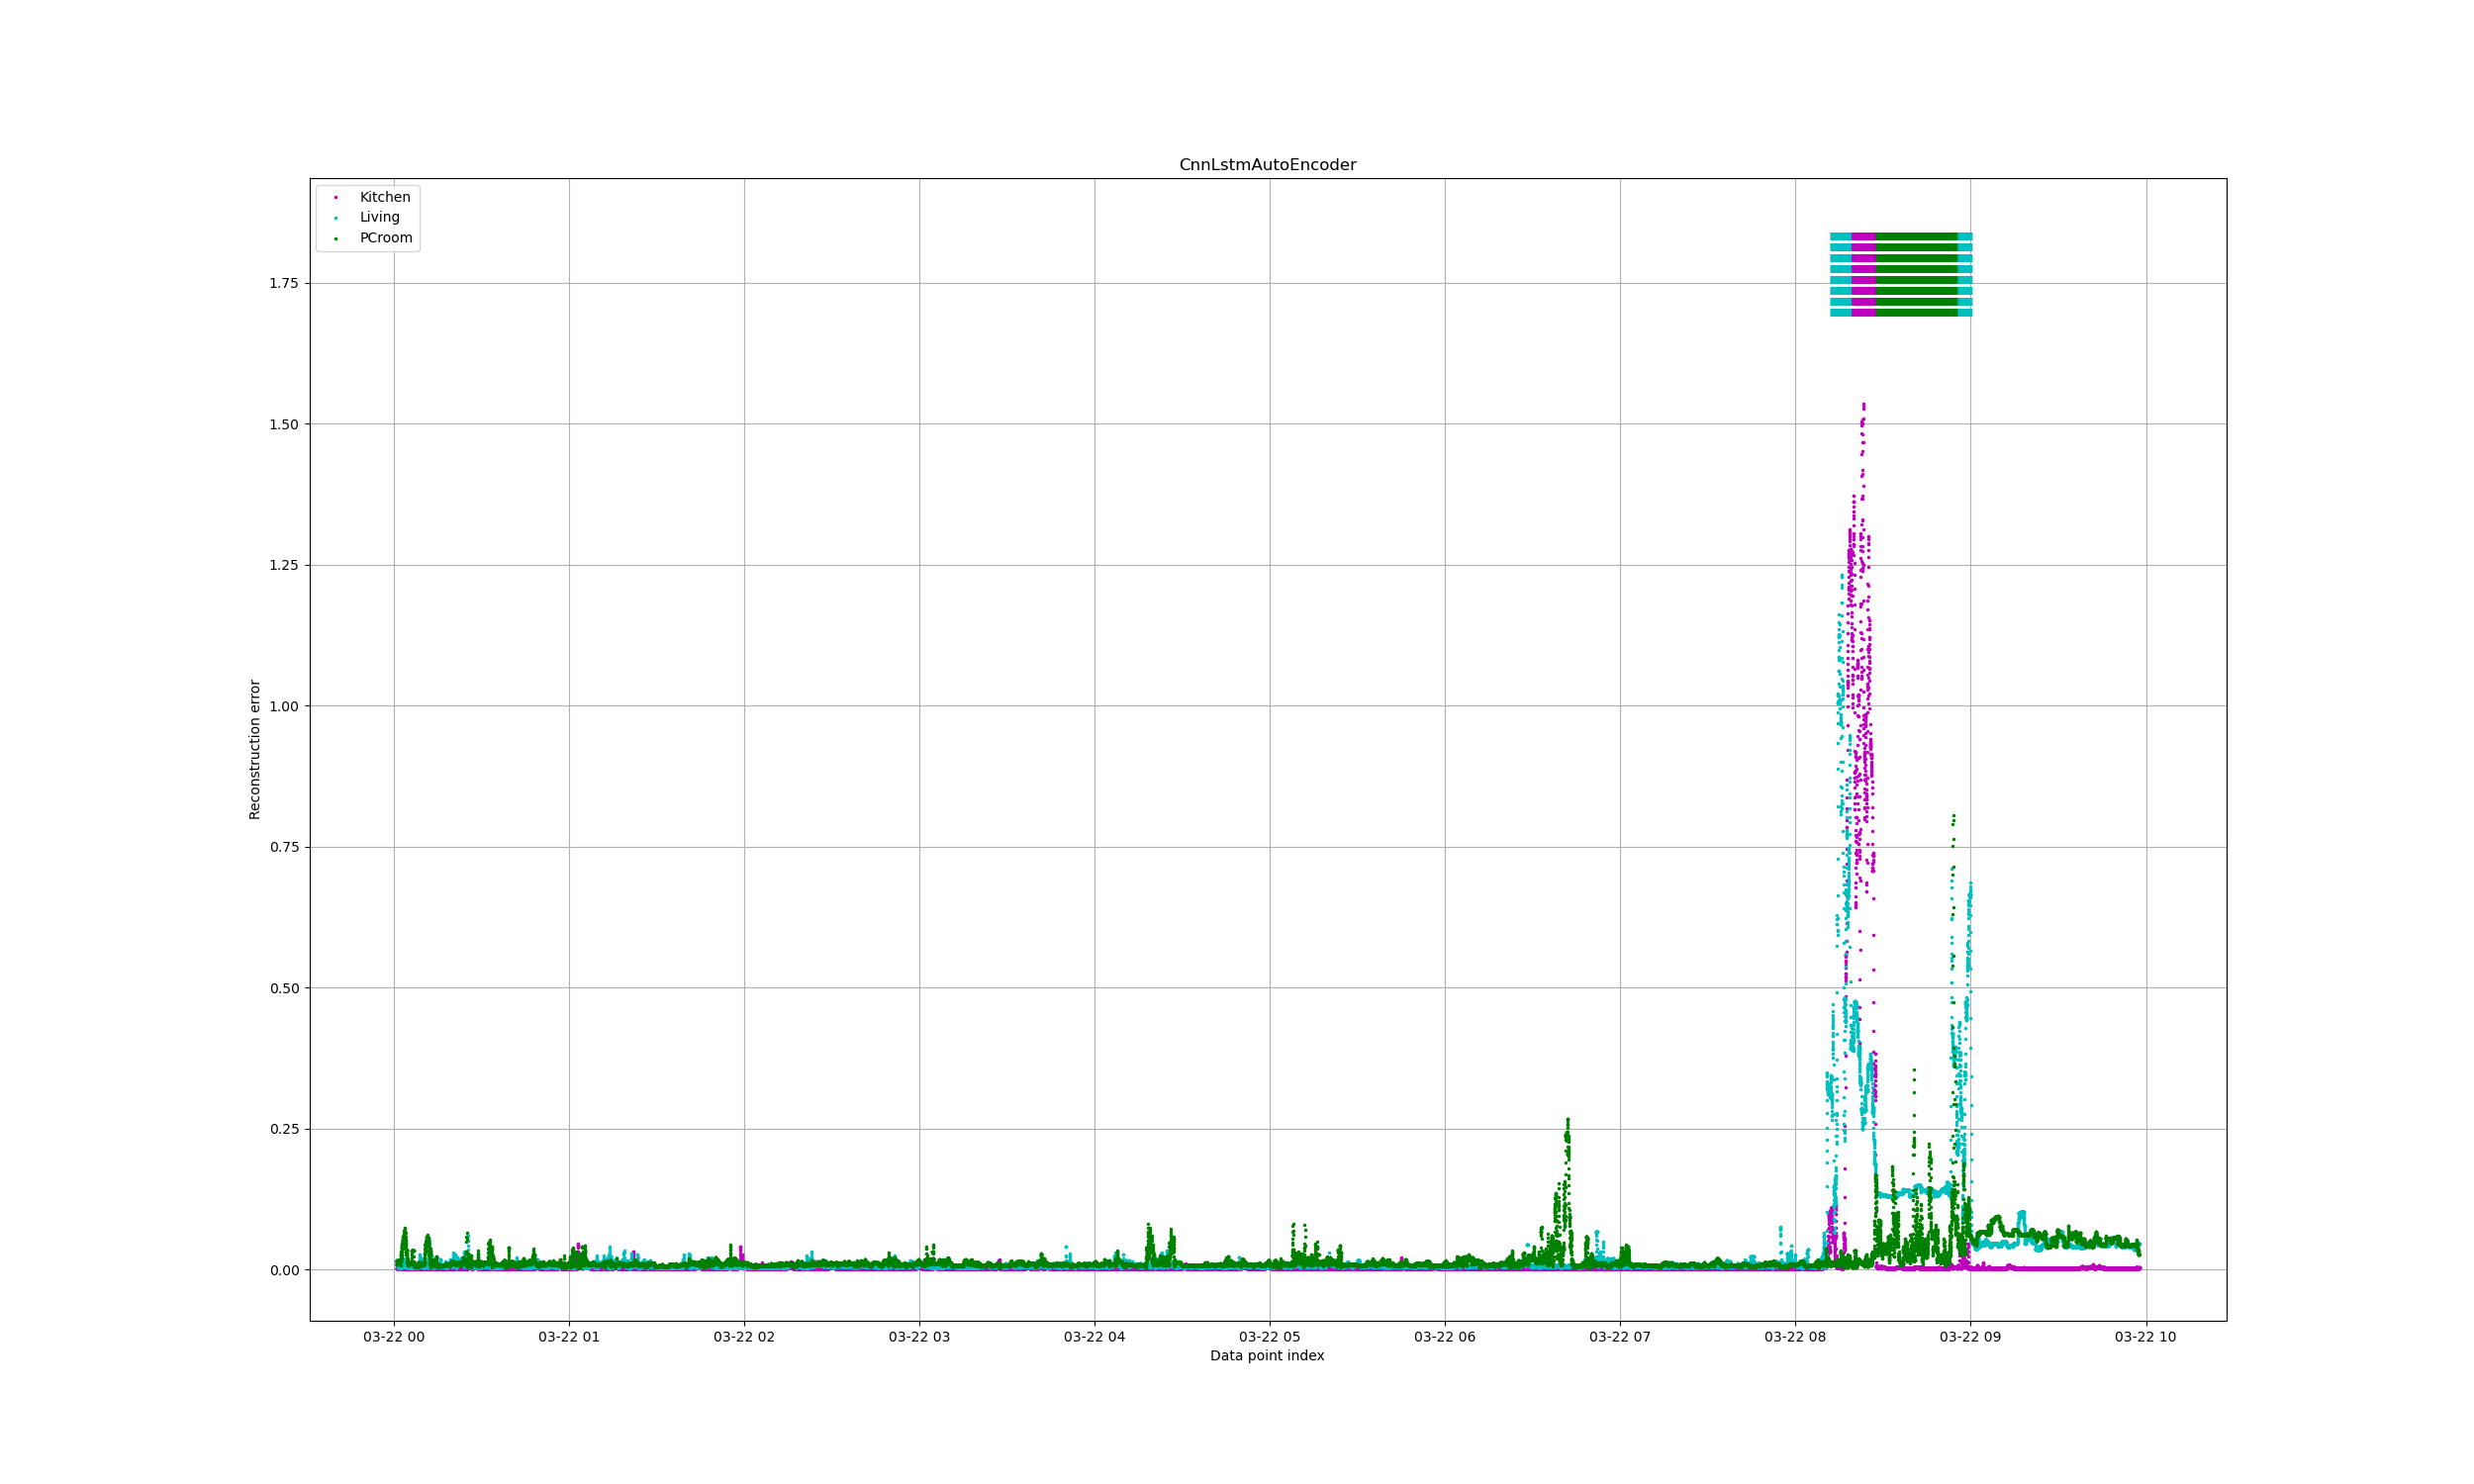 CnnLstmAutoEncoder
Kitchen
Living
PCroom
1.75
1.50
1.25
1.00
0.75
0.50
0.25
0.00
Reconstruction error
03-22 00 03-22 01 03-22 02 03-22 03 03-22 04 03-22 05 03-22 06 03-22 07 03-22 08 03-22 09 03-22 10
Data point index